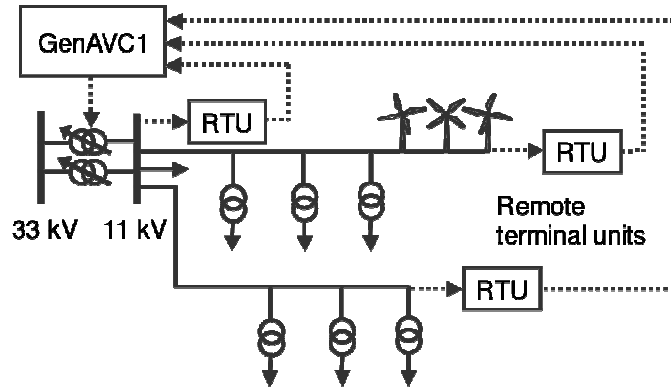 GenAVC1
RTU
RTU
33 kV
11 kV
Remote
terminal units
RTU